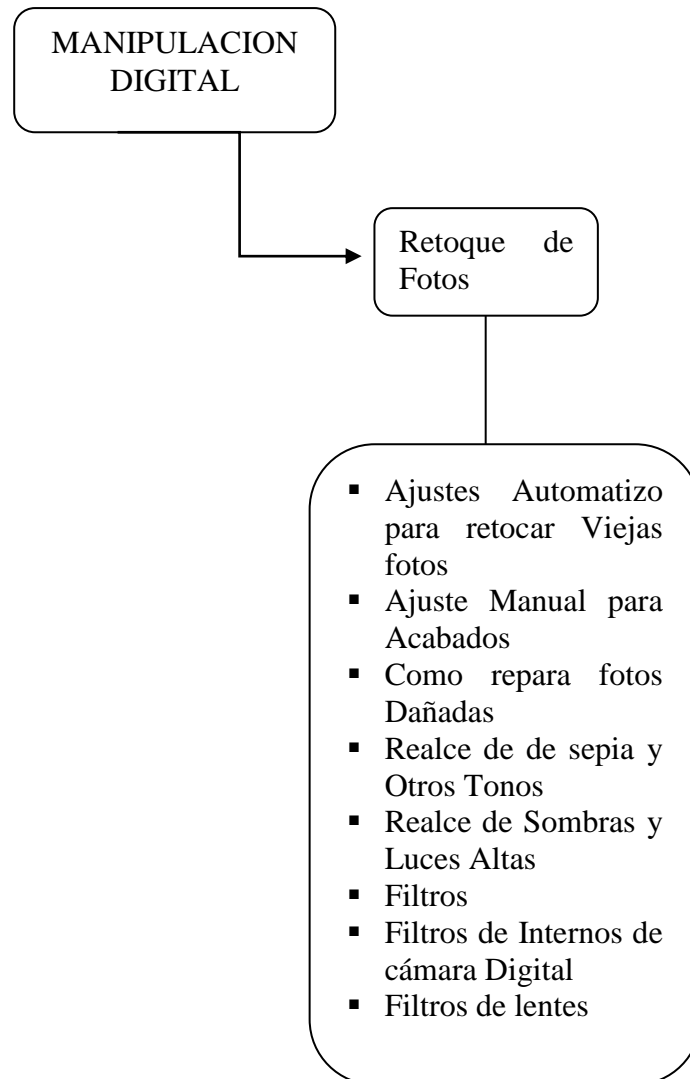 MANIPULACION
DIGITAL
Retoque de
Fotos
▪ Ajustes Automatizo
para retocar Viejas
fotos
▪ Ajuste Manual para
Acabados
▪ Como repara fotos
Dañadas
▪ Realce de de sepia y
Otros Tonos
▪ Realce de Sombras y
Luces Altas
▪ Filtros
▪ Filtros de Internos de
cámara Digital
▪ Filtros de lentes